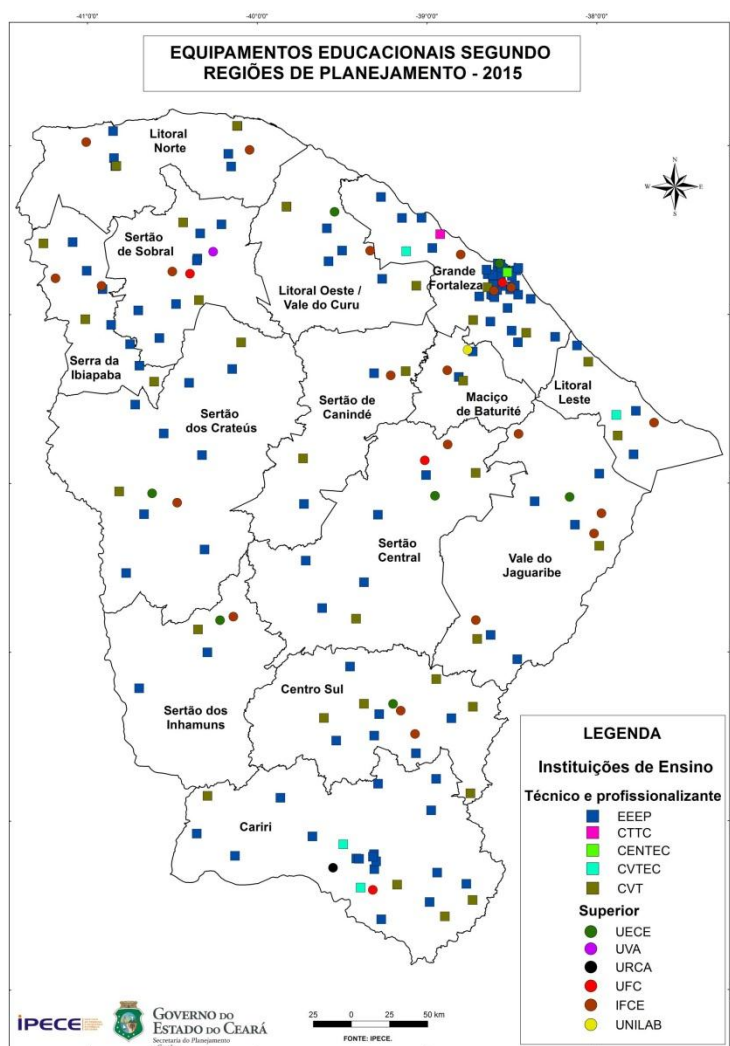 -41°0'0"
-40°0'0"
-39°0'0"
-38°0'0"
EQUIPAMENTOS EDUCACIONAIS SEGUNDO
REGIÕES DE PLANEJAMENTO - 2015
N
W
E
S
Litoral
Norte
Sertão
de Sobral
Litoral Oeste /
Vale do Curu
Grande
Fortaleza
Serra da
Ibiapaba
Sertão
dos Crateús
Sertão de
Canindé
Maciço
de Baturité
Litoral
Leste
Sertão
Central
Vale do
Jaguaribe
Sertão dos
Inhamuns
Centro Sul
Cariri
LEGENDA
Instituições de Ensino
Técnico e profissionalizante
EEEP
CTTC
CENTEC
CVTEC
CVT
Superior
UECE
UVA
URCA
UFC
IFCE
UNILAB
iPECE
GOVERNO DO
ESTADO DO CEARÁ
Secretaria do Planejamento
25 0 50 km
FONTE: IPECE.